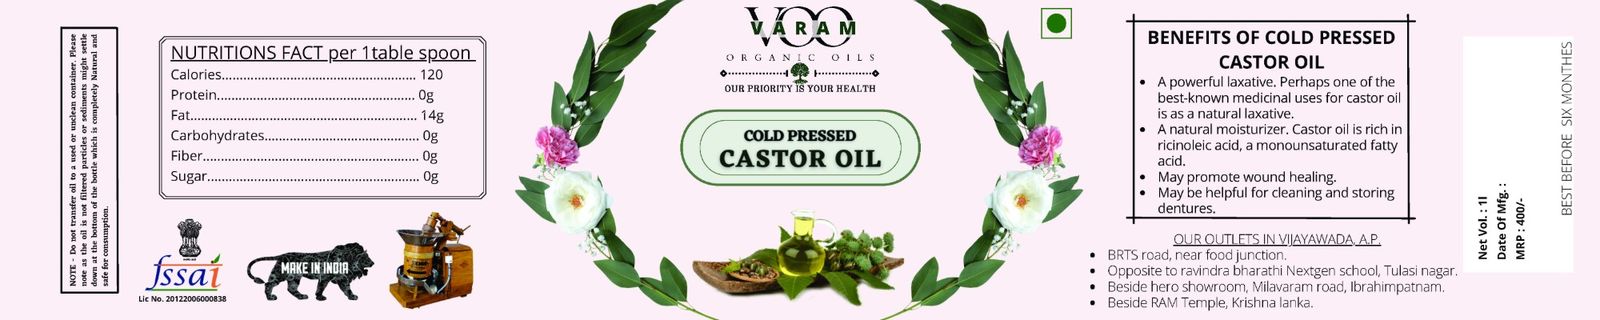 NOTE - Do not transfer oil to a used or unclean container. Please
note as the oil is not filtered particles or sediments might settle
down at the bottom of the bottle which is completely Natural and
safe for consumption.
NUTRITIONS FACT per 1table spoon
Calories................................................ 120
Protein.................................................. 0g
Fat......................................................... 14g
Carbohydrates....................................... 0g
Fiber...................................................... 0g
Sugar..................................................... 0g
fssai
Lic No. 20122006000838
MAKE IN INDIA
VOO
VARAM
ORGANIC OILS
OUR PRIORITY IS YOUR HEALTH
COLD PRESSED
CASTOR OIL
BENEFITS OF COLD PRESSED
CASTOR OIL
• A powerful laxative. Perhaps one of the
best-known medicinal uses for castor oil
is as a natural laxative.
• A natural moisturizer. Castor oil is rich in
ricinoleic acid, a monounsaturated fatty
acid.
• May promote wound healing.
• May be helpful for cleaning and storing
dentures.
OUR OUTLETS IN VIJAYAWADA, A.P.
• BRTS road, near food junction.
• Opposite to ravindra bharathi Nextgen school, Tulasi nagar.
• Beside hero showroom, Milavaram road, Ibrahimpatnam.
• Beside RAM Temple, Krishna lanka.
Net Vol. : 1l
Date Of Mfg. :
MRP : 400/-
BEST BEFORE SIX MONTHES